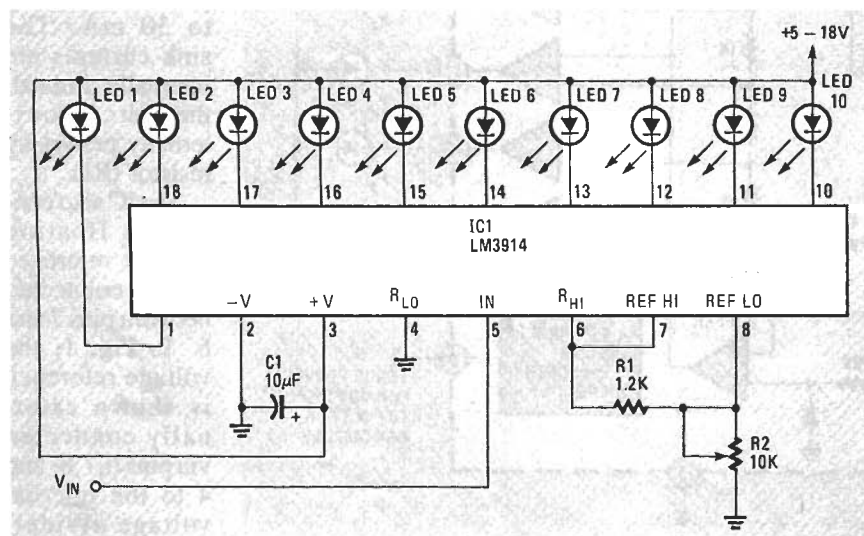 +5 – 18V
LED 1
LED 2
LED 3
LED 4
LED 5
LED 6
LED 7
LED 8
LED 9
LED
10
18
17
16
15
14
13
12
11
10
IC1
LM3914
–V
+V
RLO
IN
RHI
REF HI
REF LO
1
2
3
4
5
6
7
8
C1
10µF
+
R1
1.2K
R2
10K
VIN